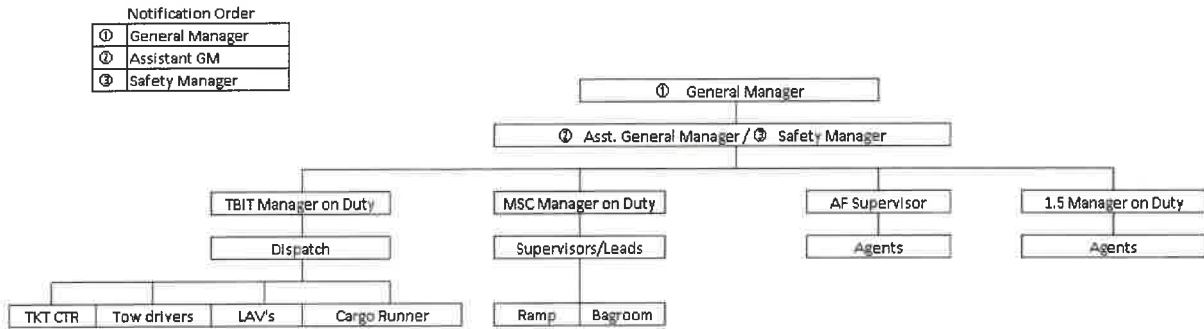 Notification Order
① General Manager
② Assistant GM
③ Safety Manager
① General Manager
② Asst. General Manager / ③ Safety Manager
TBIT Manager on Duty MSC Manager on Duty AF Supervisor 1.5 Manager on Duty
Dispatch Supervisors/Leads Agents Agents
TKT CTR Tow drivers LAV's Cargo Runner Ramp Bagroom